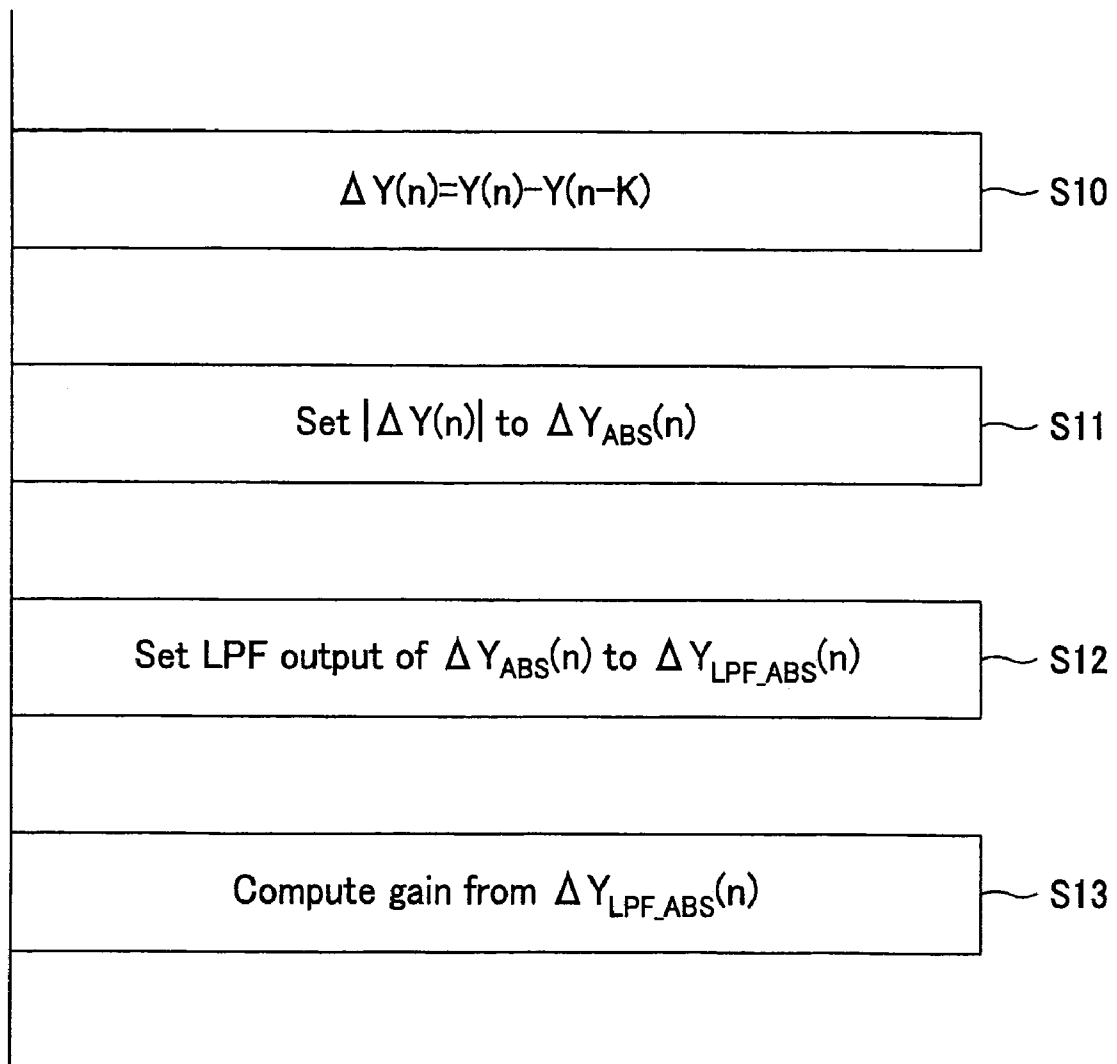 ΔY(n)=Y(n)-Y(n-K)
S10
Set |ΔY(n)| to ΔY_ABS(n)
S11
Set LPF output of ΔY_ABS(n) to ΔY_LPF_ABS(n)
S12
Compute gain from ΔY_LPF_ABS(n)
S13